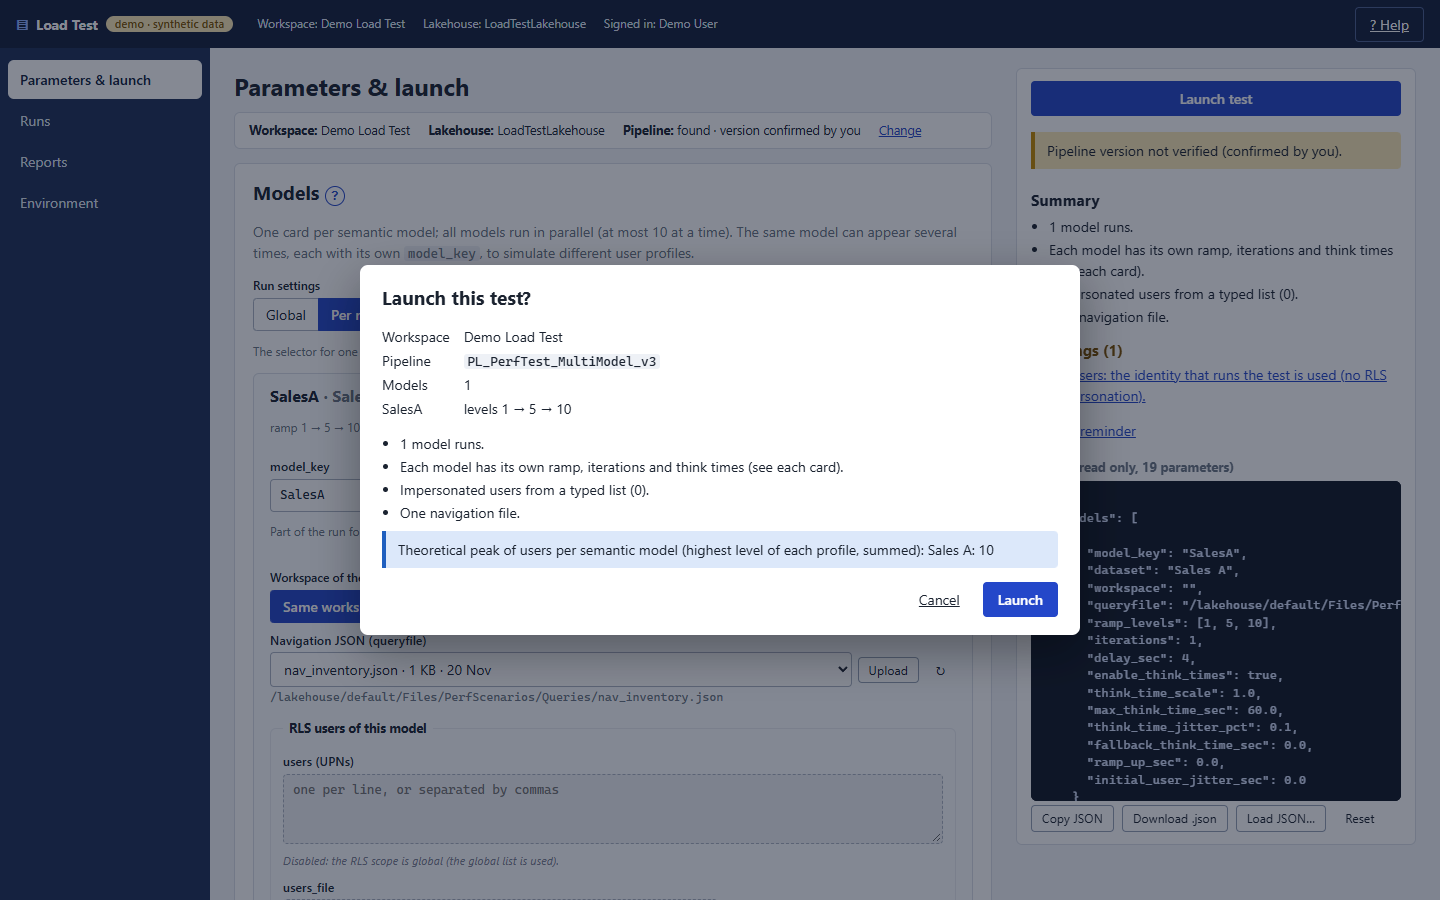 Load Test demo · synthetic data Workspace: Demo Load Test Lakehouse: LoadTestLakehouse Signed in: Demo User ? Help
Parameters & launch
Runs
Reports
Environment
Parameters & launch
Workspace: Demo Load Test Lakehouse: LoadTestLakehouse Pipeline: found · version confirmed by you Change
Models ?
One card per semantic model; all models run in parallel (at most 10 at a time). The same model can appear several
times, each with its own model_key, to simulate different user profiles.
Run settings
Global Per
The selector for one
SalesA ·
ramp 1 → 5 → 10
model_key
SalesA
Part of the run
Workspace of the
Same
Navigation JSON (queryfile)
nav_inventory.json · 1 KB · 20 Nov Upload ↻
/lakehouse/default/Files/PerfScenarios/Queries/nav_inventory.json
RLS users of this model
users (UPNs)
one per line, or separated by commas
Disabled: the RLS scope is global (the global list is used).
users_file
Launch this test?
Workspace Demo Load Test
Pipeline PL_PerfTest_MultiModel_v3
Models 1
SalesA levels 1 → 5 → 10
• 1 model runs.
• Each model has its own ramp, iterations and think times (see each card).
• Impersonated users from a typed list (0).
• One navigation file.
Theoretical peak of users per semantic model (highest level of each profile, summed): Sales A: 10
Cancel Launch
Launch test
Pipeline version not verified (confirmed by you).
Summary
• 1 model runs.
• Each model has its own ramp, iterations and think times
each card).
users from a typed list (0).
navigation file.
(1)
the identity that runs the test is used (no RLS
reminder
read only, 19 parameters)
[
"model_key": "SalesA",
"dataset": "Sales A",
"workspace": "",
"queryfile": "/lakehouse/default/Files/Perf
"ramp_levels": [1, 5, 10],
"iterations": 1,
"delay_sec": 4,
"enable_think_times": true,
"think_time_scale": 1.0,
"max_think_time_sec": 60.0,
"think_time_jitter_pct": 0.1,
"fallback_think_time_sec": 0.0,
"ramp_up_sec": 0.0,
"initial_user_jitter_sec": 0.0
}
Copy JSON Download .json Load JSON... Reset